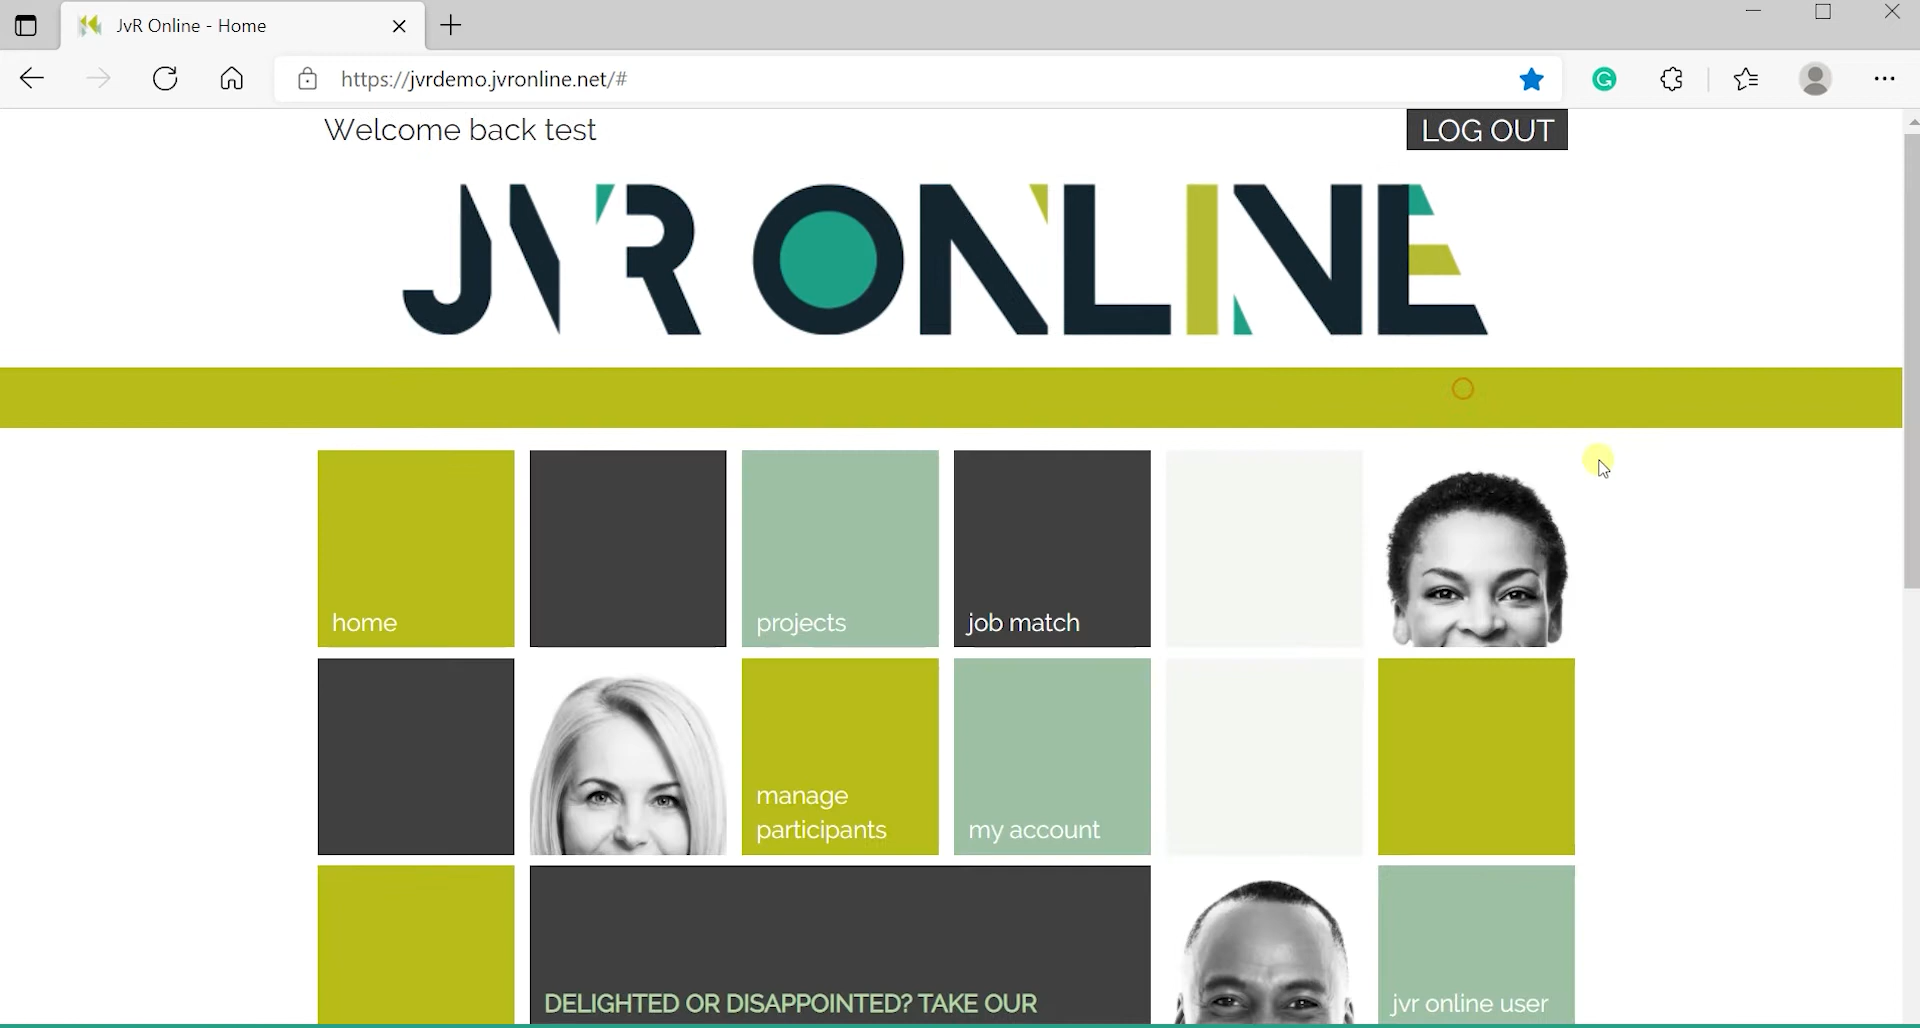 JvR Online - Home
https://jvrdemo.jvronline.net/#
Welcome back test
LOG OUT
JVR ONLINE
home
projects
job match
manage
participants
my account
DELIGHTED OR DISAPPOINTED? TAKE OUR
jvr online user